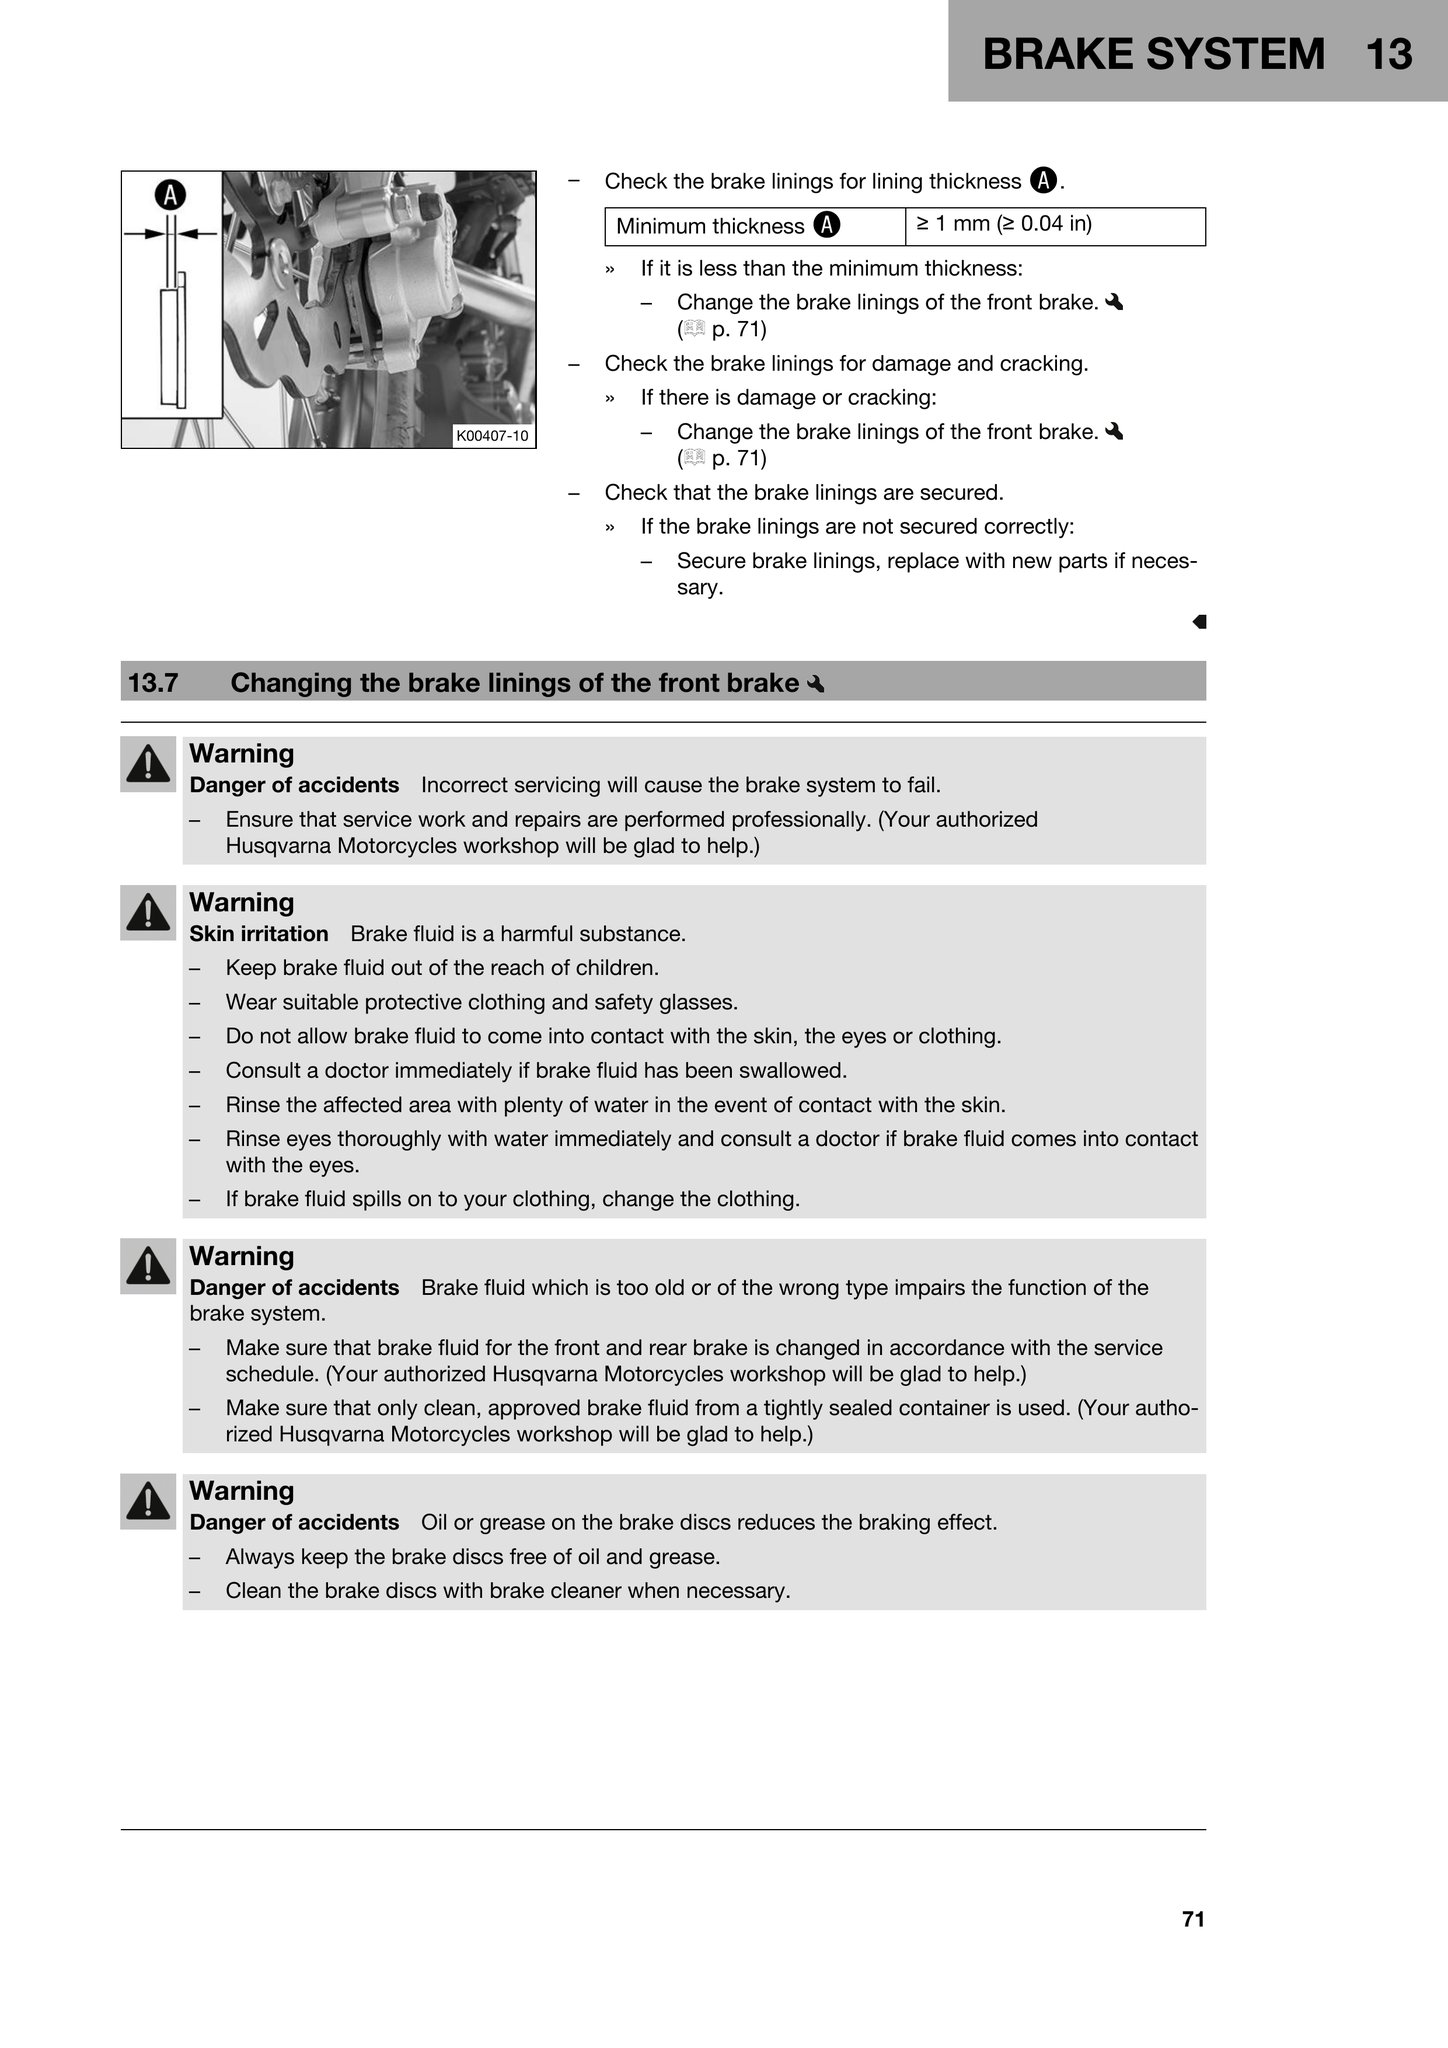 BRAKE SYSTEM 13
A
K00407-10
– Check the brake linings for lining thickness A.
Minimum thickness A ≥ 1 mm (≥ 0.04 in)
» If it is less than the minimum thickness:
– Change the brake linings of the front brake.
( p. 71)
– Check the brake linings for damage and cracking.
» If there is damage or cracking:
– Change the brake linings of the front brake.
( p. 71)
– Check that the brake linings are secured.
» If the brake linings are not secured correctly:
– Secure brake linings, replace with new parts if neces-
sary.
13.7 Changing the brake linings of the front brake
Warning
Danger of accidents Incorrect servicing will cause the brake system to fail.
– Ensure that service work and repairs are performed professionally. (Your authorized
Husqvarna Motorcycles workshop will be glad to help.)
Warning
Skin irritation Brake fluid is a harmful substance.
– Keep brake fluid out of the reach of children.
– Wear suitable protective clothing and safety glasses.
– Do not allow brake fluid to come into contact with the skin, the eyes or clothing.
– Consult a doctor immediately if brake fluid has been swallowed.
– Rinse the affected area with plenty of water in the event of contact with the skin.
– Rinse eyes thoroughly with water immediately and consult a doctor if brake fluid comes into contact
with the eyes.
– If brake fluid spills on to your clothing, change the clothing.
Warning
Danger of accidents Brake fluid which is too old or of the wrong type impairs the function of the
brake system.
– Make sure that brake fluid for the front and rear brake is changed in accordance with the service
schedule. (Your authorized Husqvarna Motorcycles workshop will be glad to help.)
– Make sure that only clean, approved brake fluid from a tightly sealed container is used. (Your autho-
rized Husqvarna Motorcycles workshop will be glad to help.)
Warning
Danger of accidents Oil or grease on the brake discs reduces the braking effect.
– Always keep the brake discs free of oil and grease.
– Clean the brake discs with brake cleaner when necessary.
71